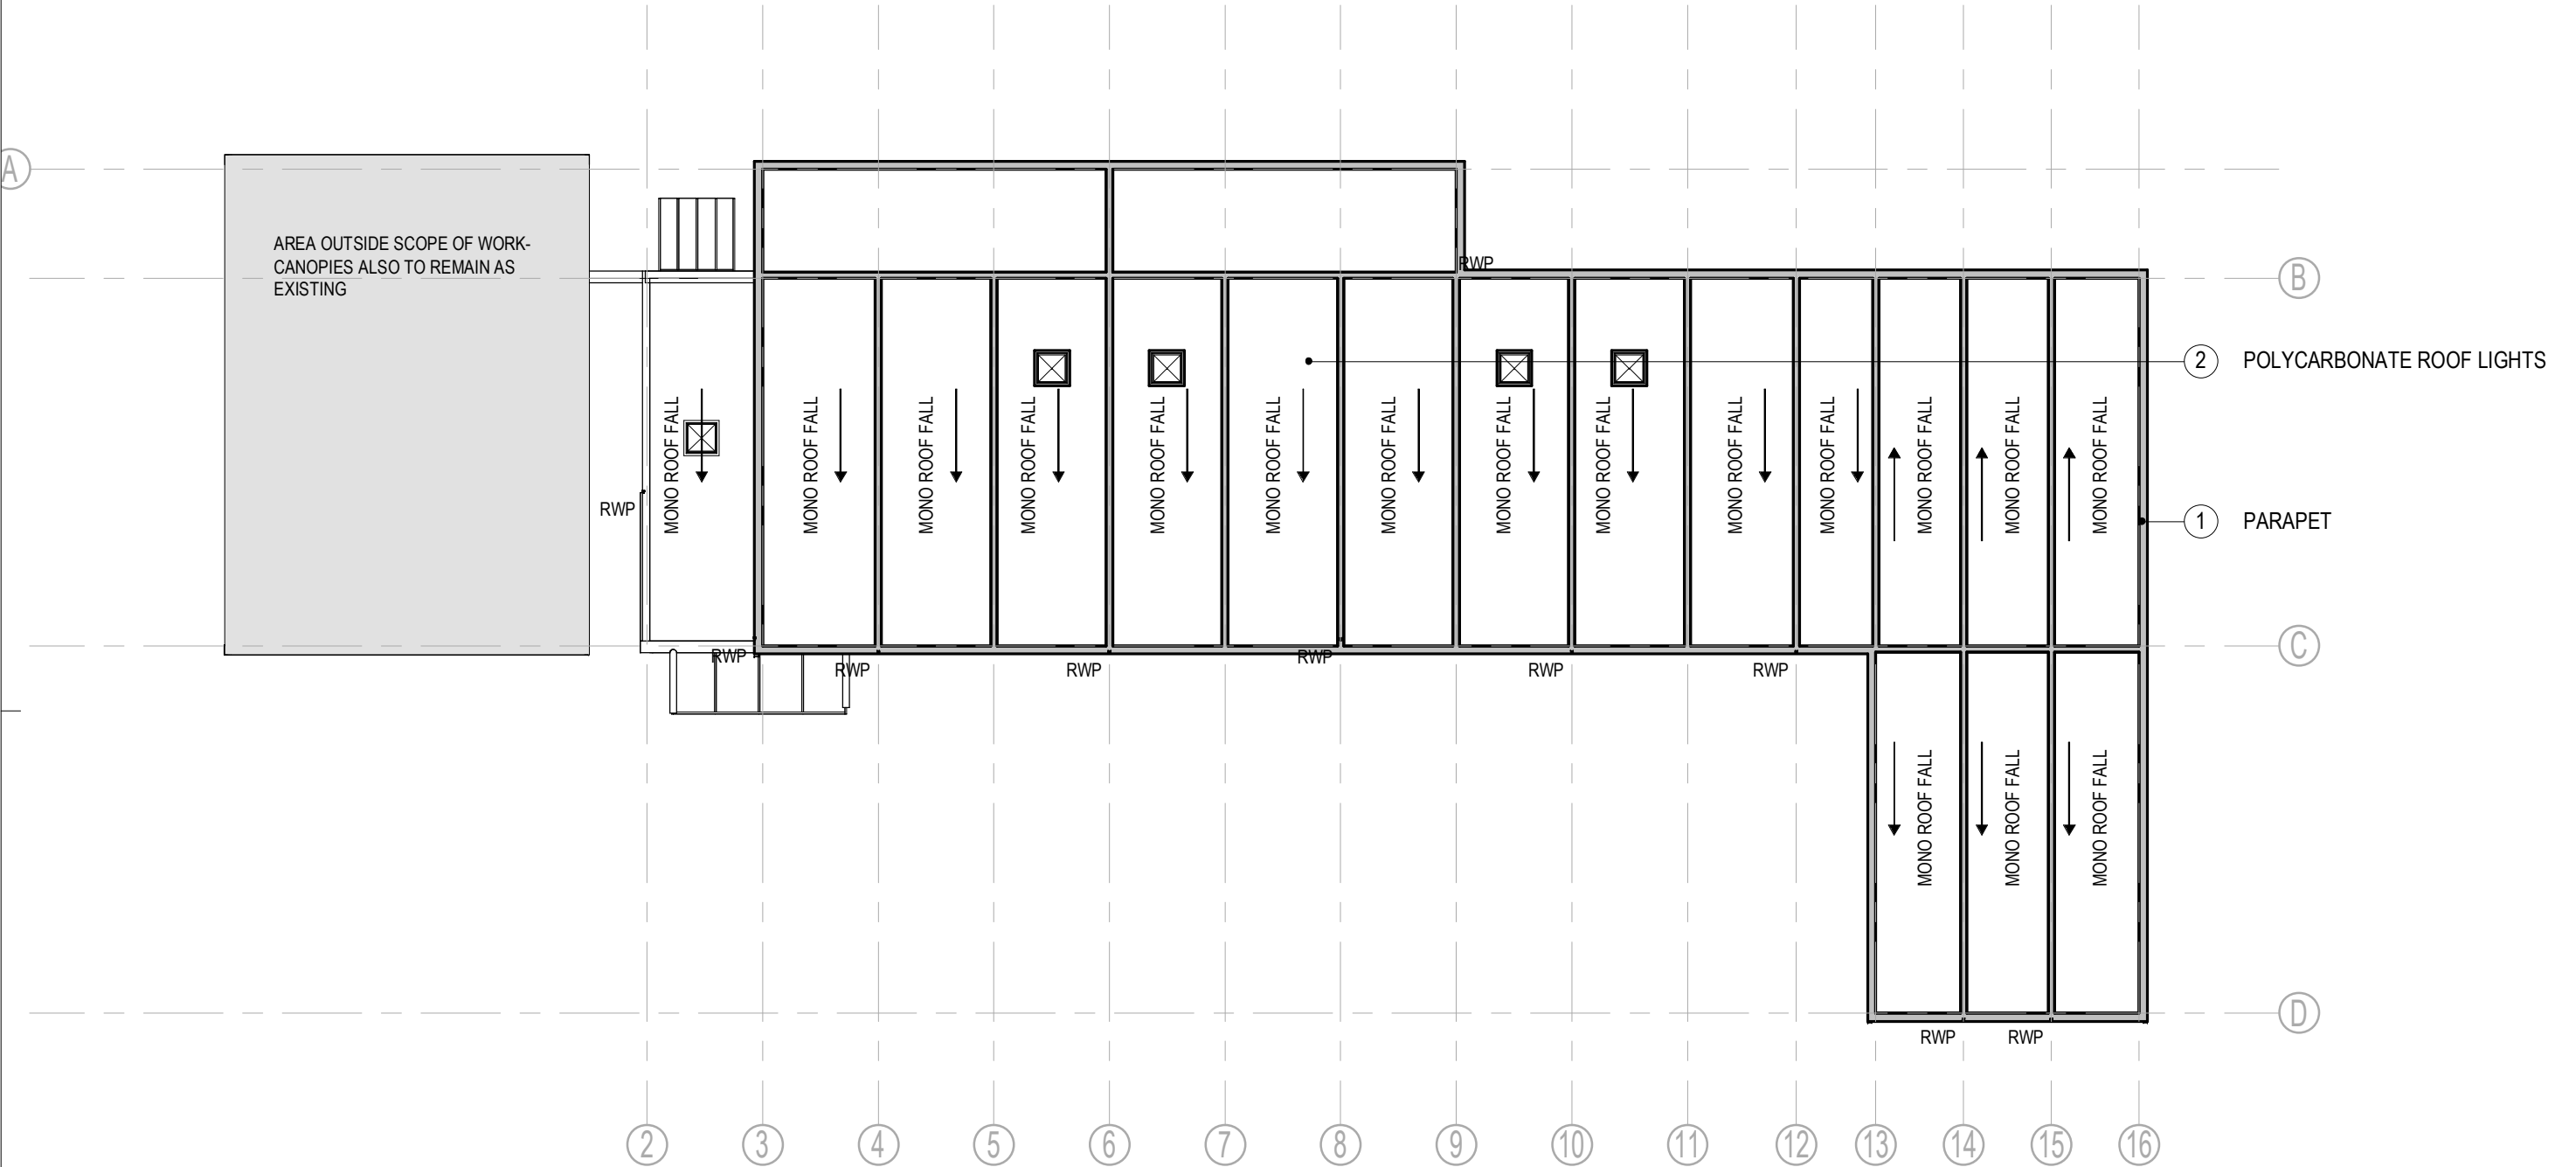 A
AREA OUTSIDE SCOPE OF WORK-
CANOPIES ALSO TO REMAIN AS
EXISTING
RWP
B
2 POLYCARBONATE ROOF LIGHTS
MONO ROOF FALL
MONO ROOF FALL
MONO ROOF FALL
MONO ROOF FALL
MONO ROOF FALL
MONO ROOF FALL
MONO ROOF FALL
MONO ROOF FALL
MONO ROOF FALL
MONO ROOF FALL
MONO ROOF FALL
MONO ROOF FALL
MONO ROOF FALL
MONO ROOF FALL
RWP
1 PARAPET
C
RWP
RWP
RWP
RWP
RWP
RWP
MONO ROOF FALL
MONO ROOF FALL
MONO ROOF FALL
D
RWP
RWP
2
3
4
5
6
7
8
9
10
11
12
13
14
15
16